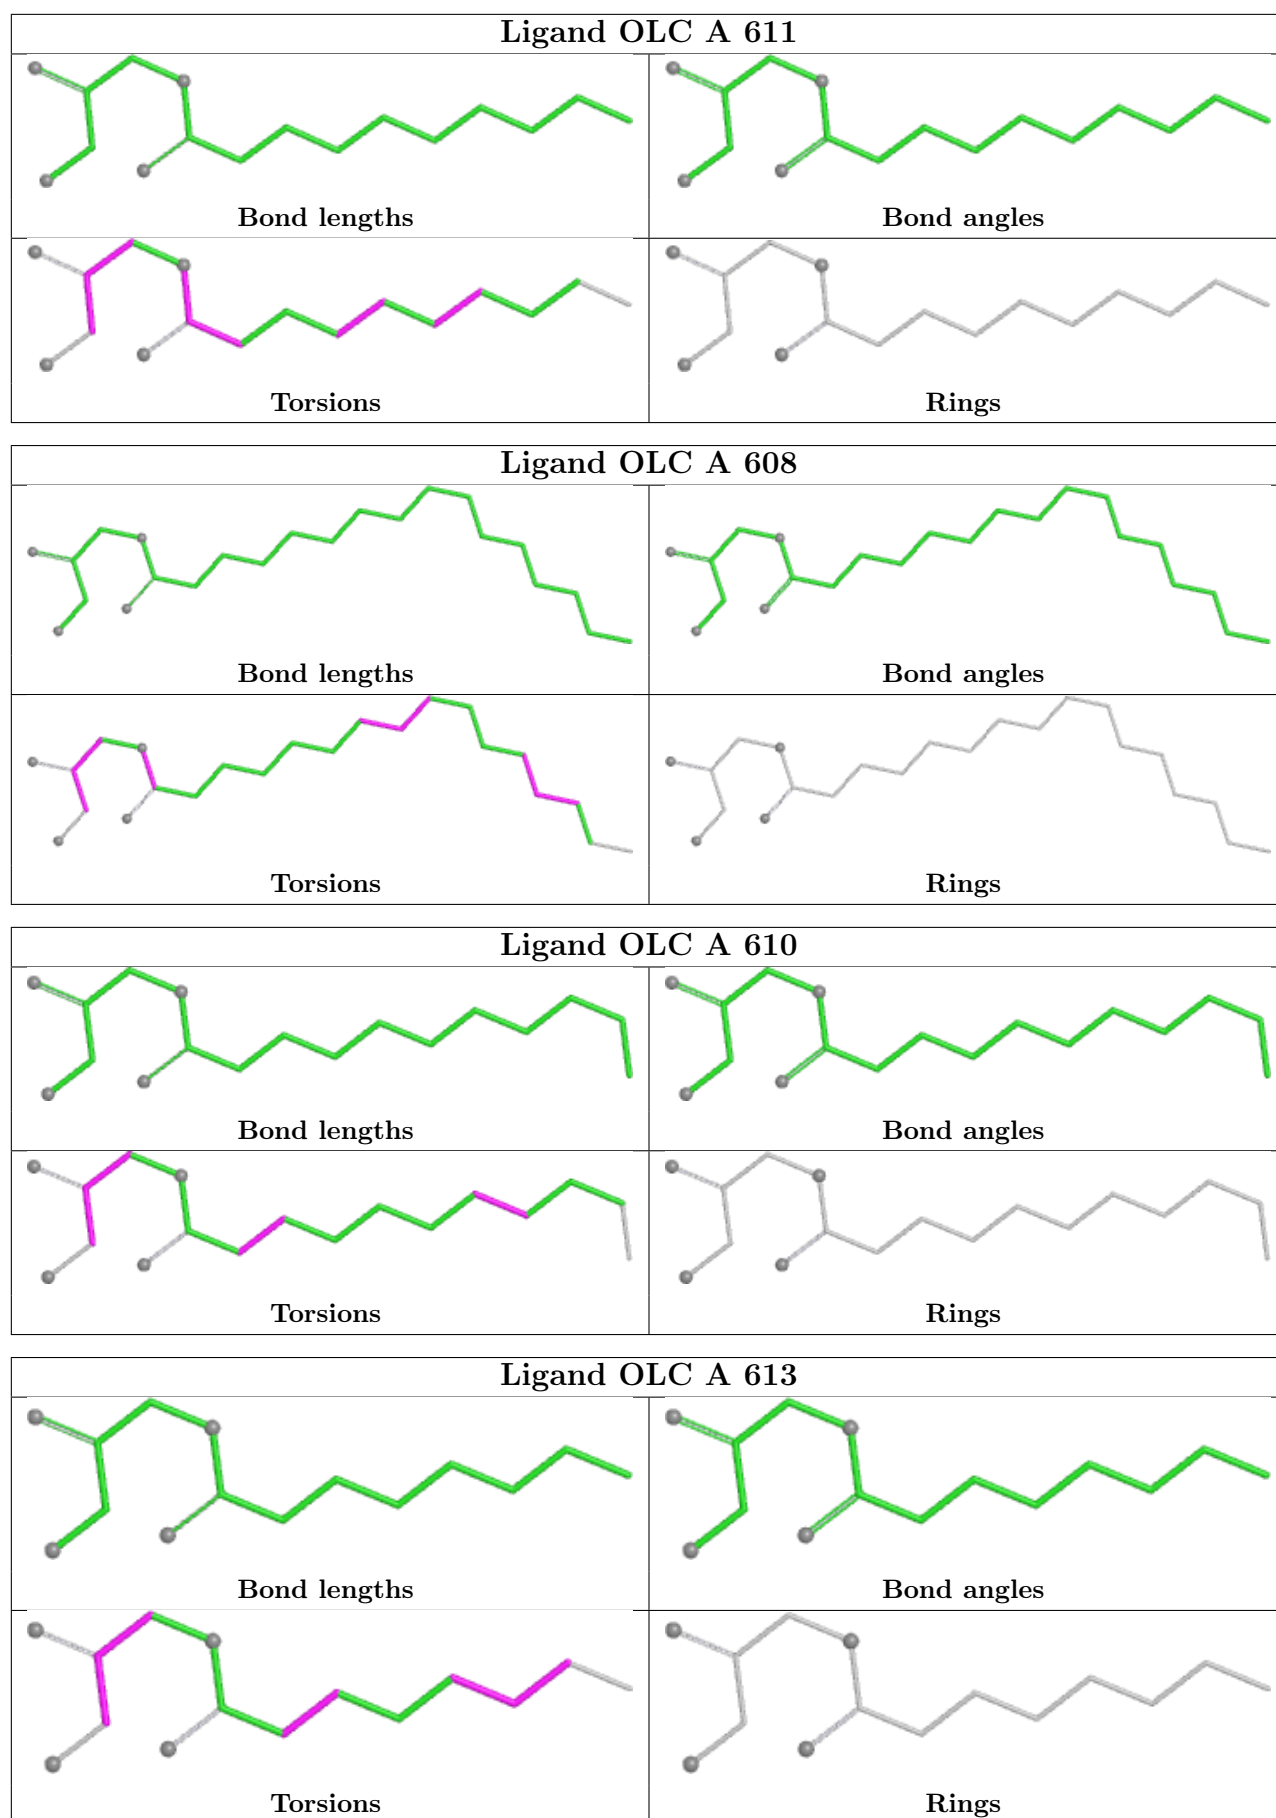 Ligand OLC A 611
Bond lengths
Bond angles
Torsions
Rings
Ligand OLC A 608
Bond lengths
Bond angles
Torsions
Rings
Ligand OLC A 610
Bond lengths
Bond angles
Torsions
Rings
Ligand OLC A 613
Bond lengths
Bond angles
Torsions
Rings